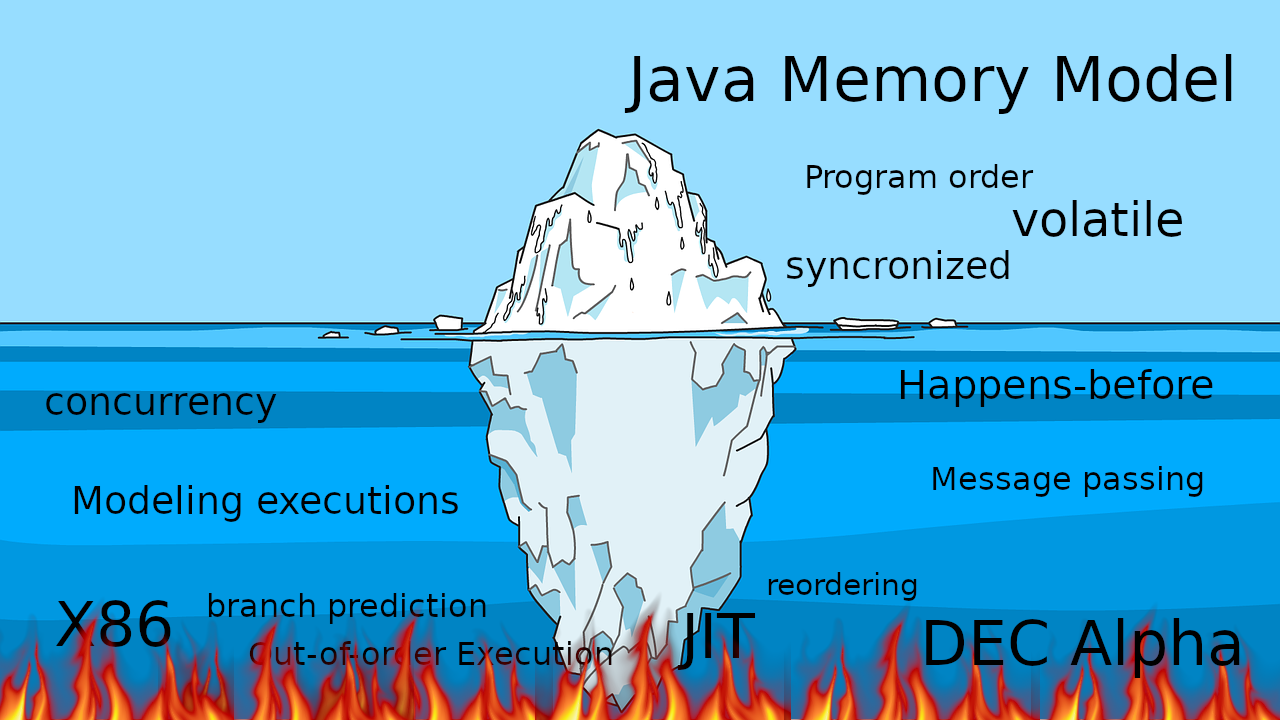 Java Memory Model
Program order
volatile
syncronized
concurrency
Happens-before
Modeling executions
Message passing
reordering
X86
branch prediction
JIT
DEC Alpha
Out-of-order Execution